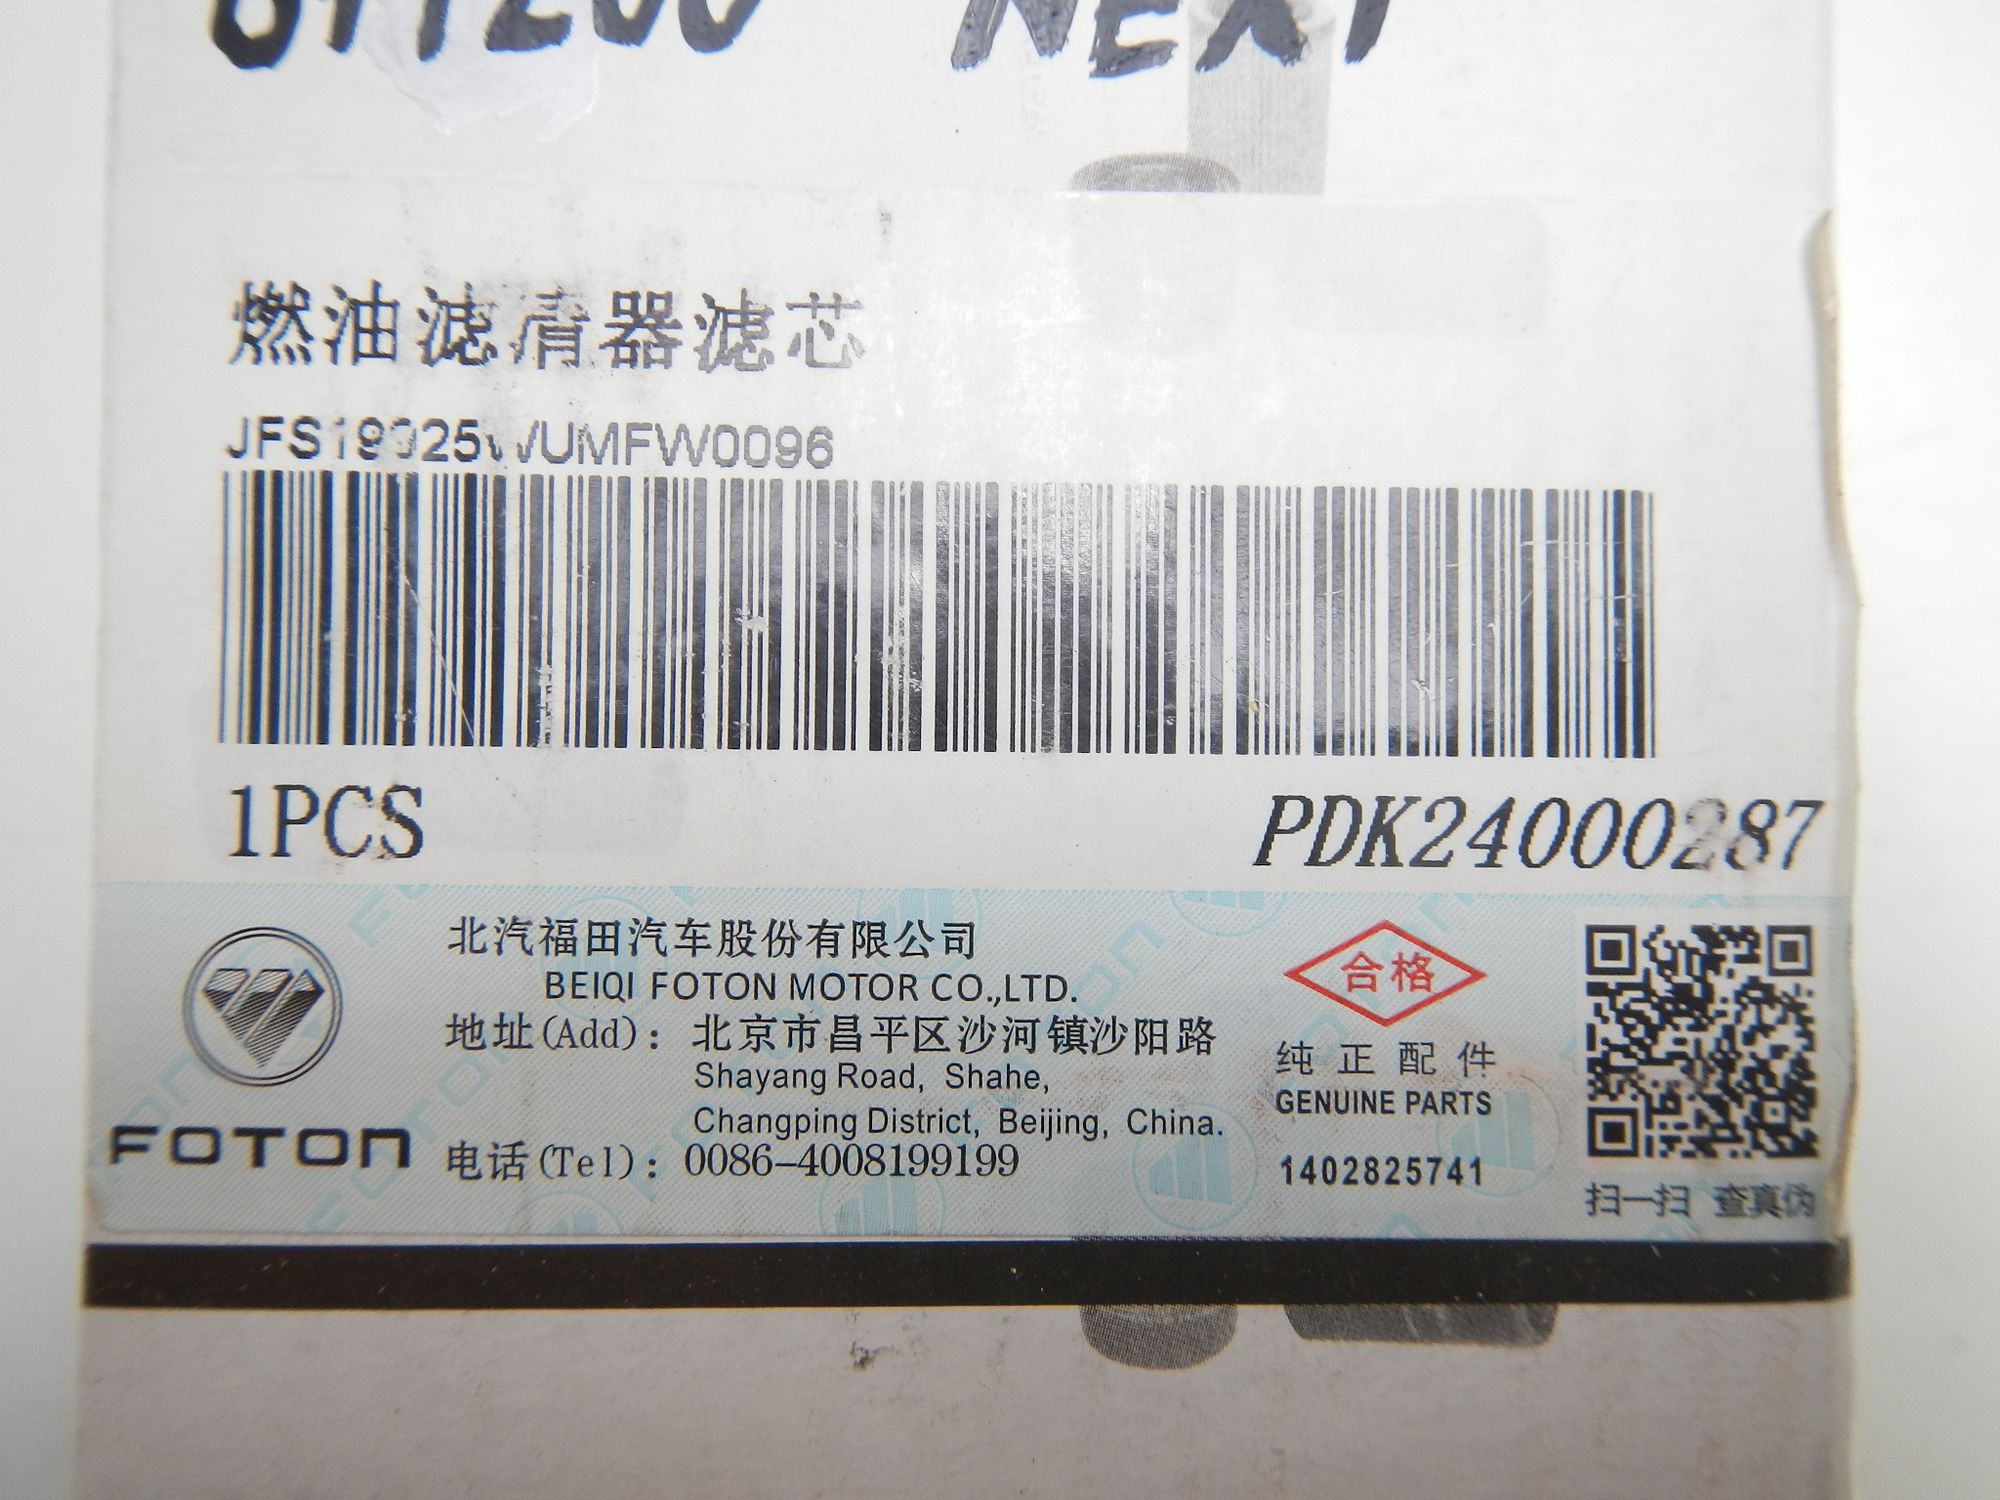 NEXT
燃油滤清器滤芯
1PCS
PDK24000287
FOTON
北汽福田汽车股份有限公司
BEIQI FOTON MOTOR CO.,LTD.
地址(Add)：北京市昌平区沙河镇沙阳路
Shayang Road, Shahe,
Changping District, Beijing, China.
电话(Tel)：0086-4008199199
合格
纯正配件
GENUINE PARTS
1402825741
扫一扫 查真伪